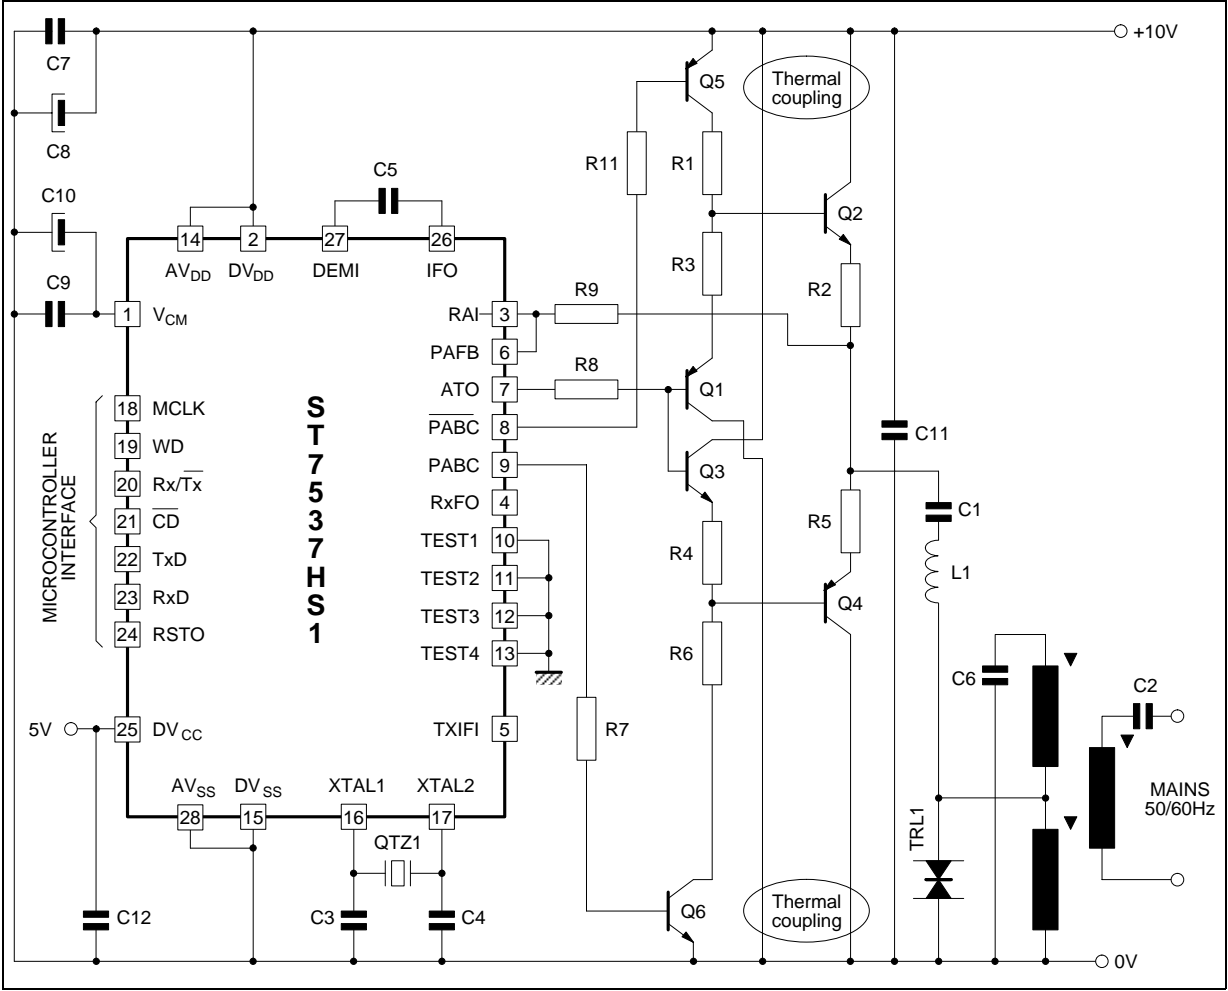 +10V
C7
Q5
Thermal
coupling
C8
R11
R1
C10
C5
Q2
14
2
27
26
AVDD
DVDD
DEMI
IFO
R3
C9
R2
1
VCM
RAI
3
R9
PAFB
6
ATO
7
R8
Q1
18
MCLK
PABC
8
C11
19
WD
PABC
9
Q3
20
Rx/Tx
RxFO
4
C1
21
CD
TEST1
10
R5
22
TxD
TEST2
11
R4
L1
23
RxD
TEST3
12
Q4
24
RSTO
TEST4
13
R6
MICROCONTROLLER
INTERFACE
ST7537HS1
C6
C2
5V
25
DVCC
TXIFI
5
R7
AVSS
DVSS
XTAL1
XTAL2
MAINS
50/60Hz
28
15
16
17
QTZ1
TRL1
C12
C3
C4
Q6
Thermal
coupling
0V